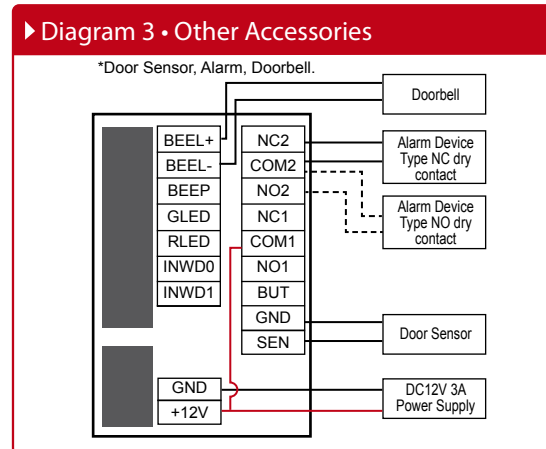 Diagram 3 • Other Accessories
*Door Sensor, Alarm, Doorbell.
BEEL+
BEEL-
BEEP
GLED
RLED
INWD0
INWD1
GND
+12V
NC2
COM2
NO2
NC1
COM1
NO1
BUT
GND
SEN
Doorbell
Alarm Device
Type NC dry
contact
Alarm Device
Type NO dry
contact
Door Sensor
DC12V 3A
Power Supply